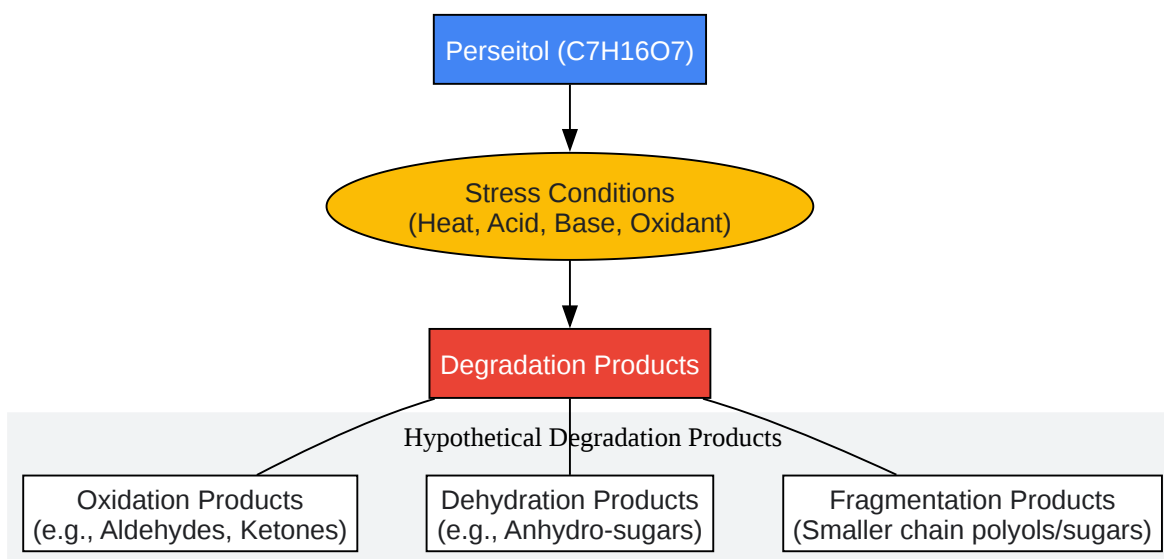 Perseitol (C7H16O7)
Stress Conditions
(Heat, Acid, Base, Oxidant)
Degradation Products
Hypothetical Degradation Products
Oxidation Products
(e.g., Aldehydes, Ketones)
Dehydration Products
(e.g., Anhydro-sugars)
Fragmentation Products
(Smaller chain polyols/sugars)